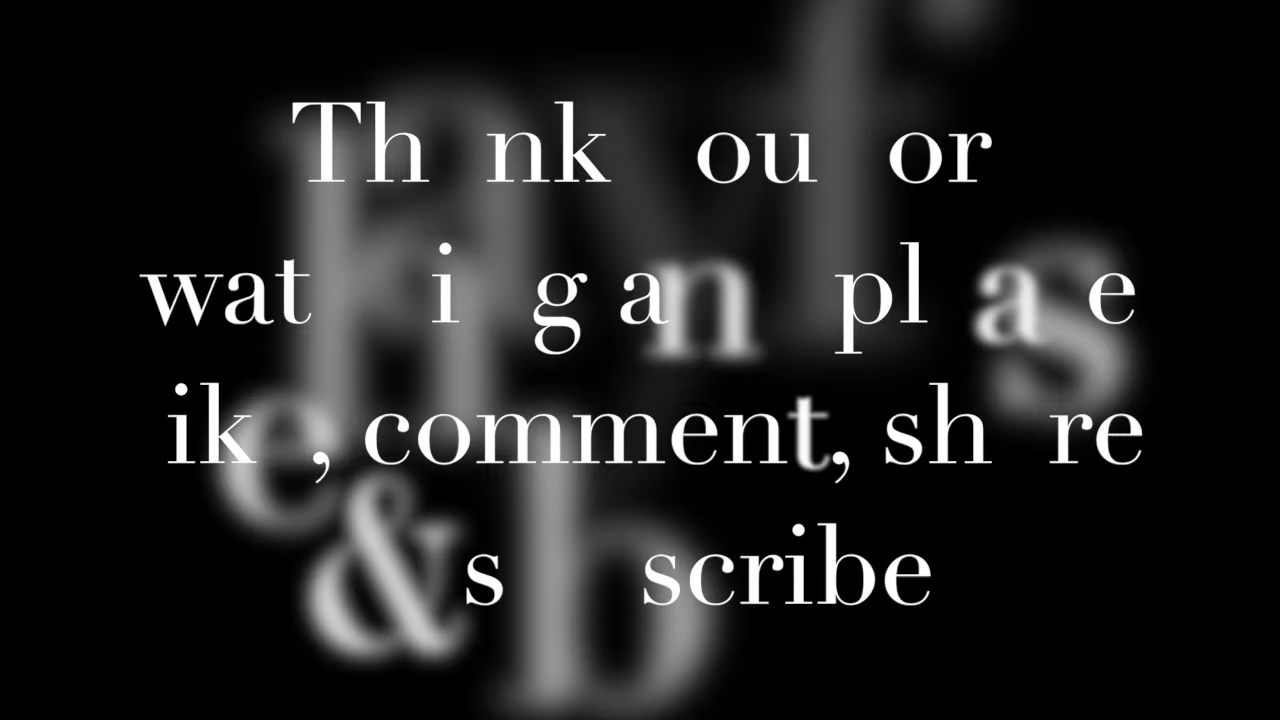 Th nk ou or
wat i g an pl a e
ik e, comment, sh re
& s b scribe